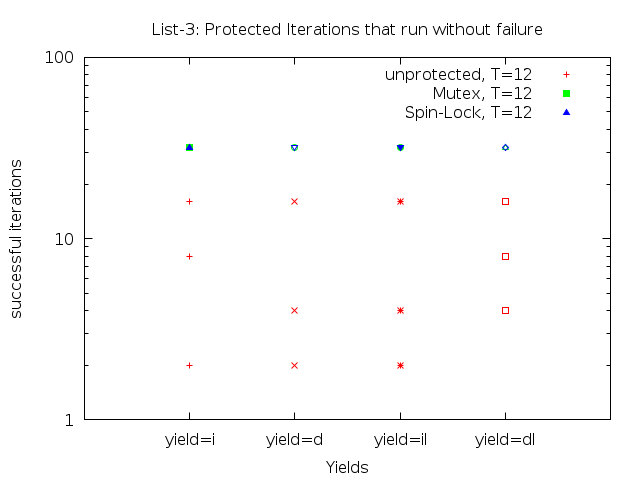 List-3: Protected Iterations that run without failure
100
unprotected, T=12
Mutex, T=12
Spin-Lock, T=12
successful iterations
10
1
yield=i yield=d yield=il yield=dl
Yields